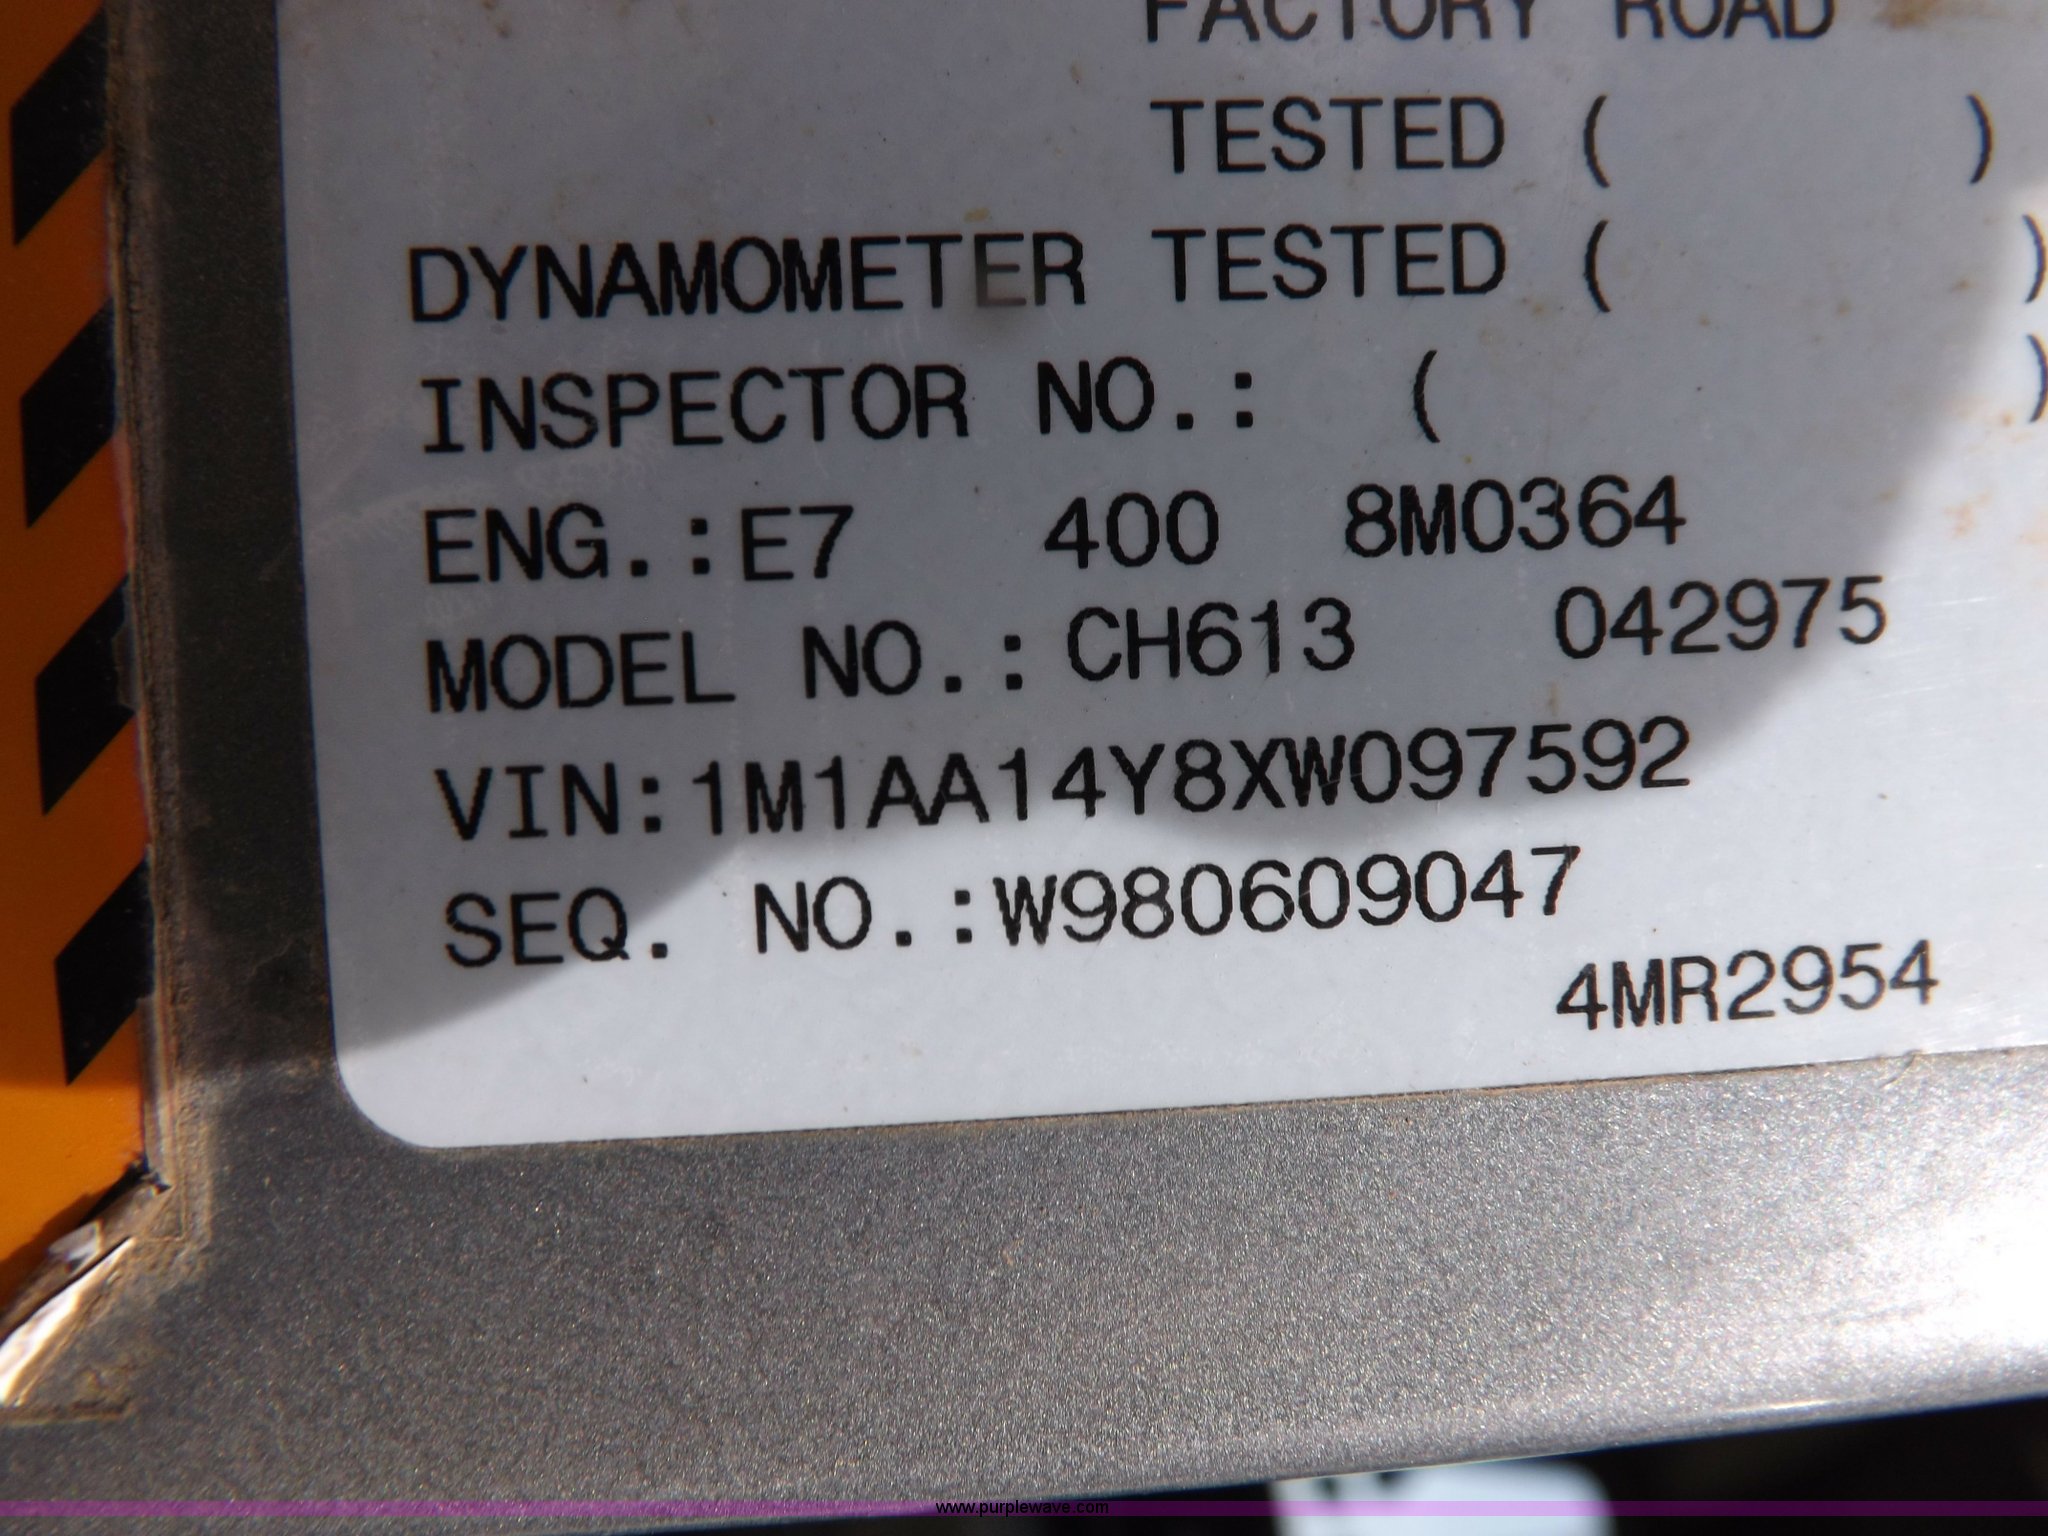 FACTORY ROAD
TESTED ( )
DYNAMOMETER TESTED ( )
INSPECTOR NO.: ( )
ENG.:E7 400 8M0364
MODEL NO.:CH613 042975
VIN:1M1AA14Y8XW097592
SEQ. NO.:W980609047
4MR2954
www.purplewave.com